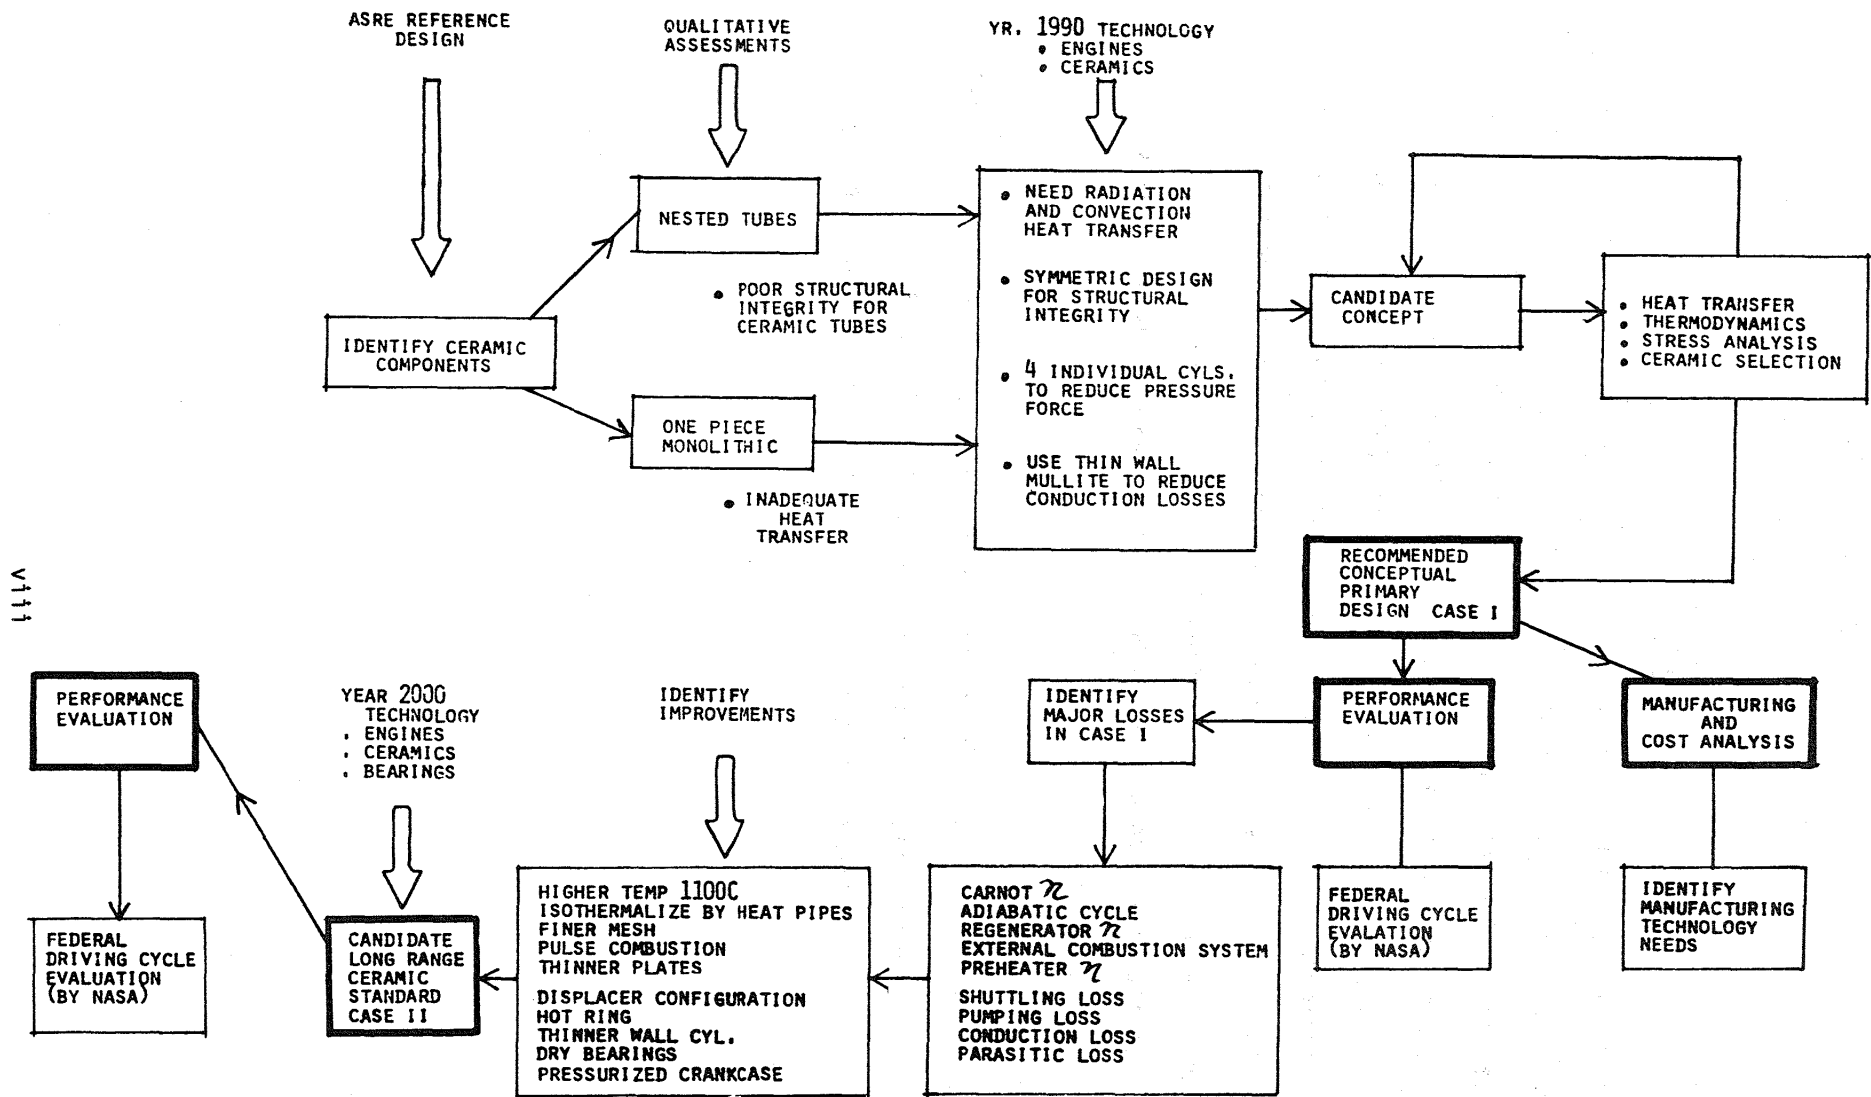 ASRE REFERENCE
DESIGN
QUALITATIVE
ASSESSMENTS
YR. 1990 TECHNOLOGY
• ENGINES
• CERAMICS
IDENTIFY CERAMIC
COMPONENTS
NESTED TUBES
• POOR STRUCTURAL
INTEGRITY FOR
CERAMIC TUBES
ONE PIECE
MONOLITHIC
• INADEQUATE
HEAT
TRANSFER
• NEED RADIATION
AND CONVECTION
HEAT TRANSFER
• SYMMETRIC DESIGN
FOR STRUCTURAL
INTEGRITY
• 4 INDIVIDUAL CYLS.
TO REDUCE PRESSURE
FORCE
• USE THIN WALL
MULLITE TO REDUCE
CONDUCTION LOSSES
CANDIDATE
CONCEPT
• HEAT TRANSFER
• THERMODYNAMICS
• STRESS ANALYSIS
• CERAMIC SELECTION
RECOMMENDED
CONCEPTUAL
PRIMARY
DESIGN CASE I
MANUFACTURING
AND
COST ANALYSIS
IDENTIFY
MANUFACTURING
TECHNOLOGY
NEEDS
PERFORMANCE
EVALUATION
FEDERAL
DRIVING CYCLE
EVALATION
(BY NASA)
IDENTIFY
MAJOR LOSSES
IN CASE I
CARNOT η
ADIABATIC CYCLE
REGENERATOR η
EXTERNAL COMBUSTION SYSTEM
PREHEATER η
SHUTTLING LOSS
PUMPING LOSS
CONDUCTION LOSS
PARASITIC LOSS
IDENTIFY
IMPROVEMENTS
HIGHER TEMP 1100C
ISOTHERMALIZE BY HEAT PIPES
FINER MESH
PULSE COMBUSTION
THINNER PLATES
DISPLACER CONFIGURATION
HOT RING
THINNER WALL CYL.
DRY BEARINGS
PRESSURIZED CRANKCASE
YEAR 2000
TECHNOLOGY
. ENGINES
. CERAMICS
. BEARINGS
CANDIDATE
LONG RANGE
CERAMIC
STANDARD
CASE II
PERFORMANCE
EVALUATION
FEDERAL
DRIVING CYCLE
EVALUATION
(BY NASA)
viii